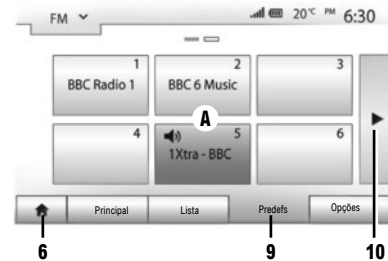 FM 20°C PM 6:30
1 2 3
BBC Radio 1 BBC 6 Music
A
4 5 6
1Xtra - BBC
Principal Lista Predefs Opções
6 9 10